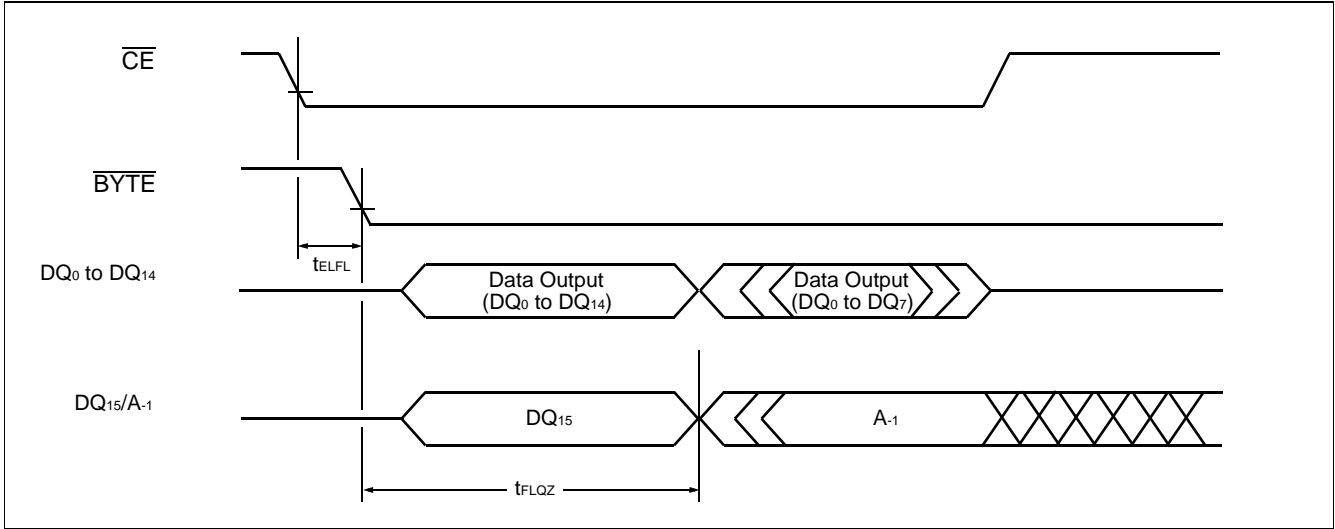 CE
BYTE
tELFL
DQ0 to DQ14
Data Output
(DQ0 to DQ14)
Data Output
(DQ0 to DQ7)
DQ15/A-1
DQ15
A-1
tFLQZ